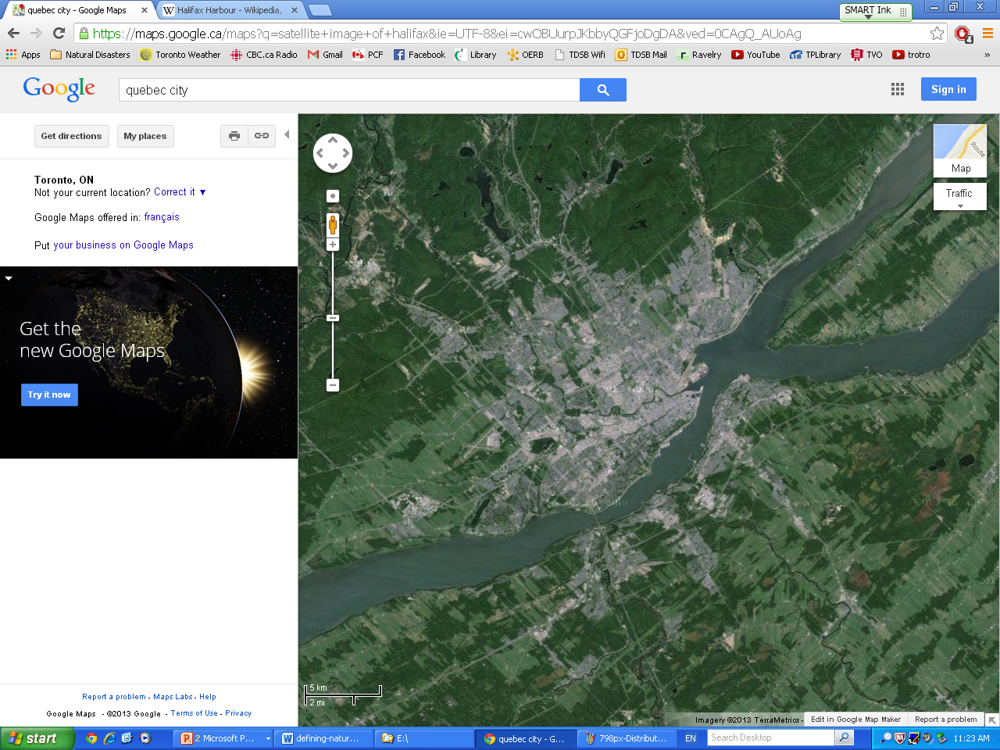 quebec city - Google Maps
Halifax Harbour - Wikipedia,
SMART Ink
https://maps.google.ca/maps?q=satellite+image+of+halifax&ie=UTF-8&ei=cwOBUurpJKbbyQGFjoDgDA&ved=0CAgQ_AUoAg
4
Apps Natural Disasters Toronto Weather CBC.ca Radio Gmail PCF Facebook Library OERB TDSB Wifi TDSB Mail Ravelry YouTube TPLibrary TVO trotro »
Google
quebec city
Sign in
Get directions My places
Toronto, ON
Not your current location? Correct it ▼
Google Maps offered in: français
Put your business on Google Maps
Get the
new Google Maps
Try it now
Route
Map
Traffic
5 km
2 mi
Report a problem - Maps Labs - Help
Google Maps - ©2013 Google - Terms of Use - Privacy
Imagery ©2013 TerraMetrics - Edit in Google Map Maker Report a problem
start
2 Microsoft P...
defining-natur...
E:\
quebec city - G...
798px-Distribut...
EN
Search Desktop
11:23 AM